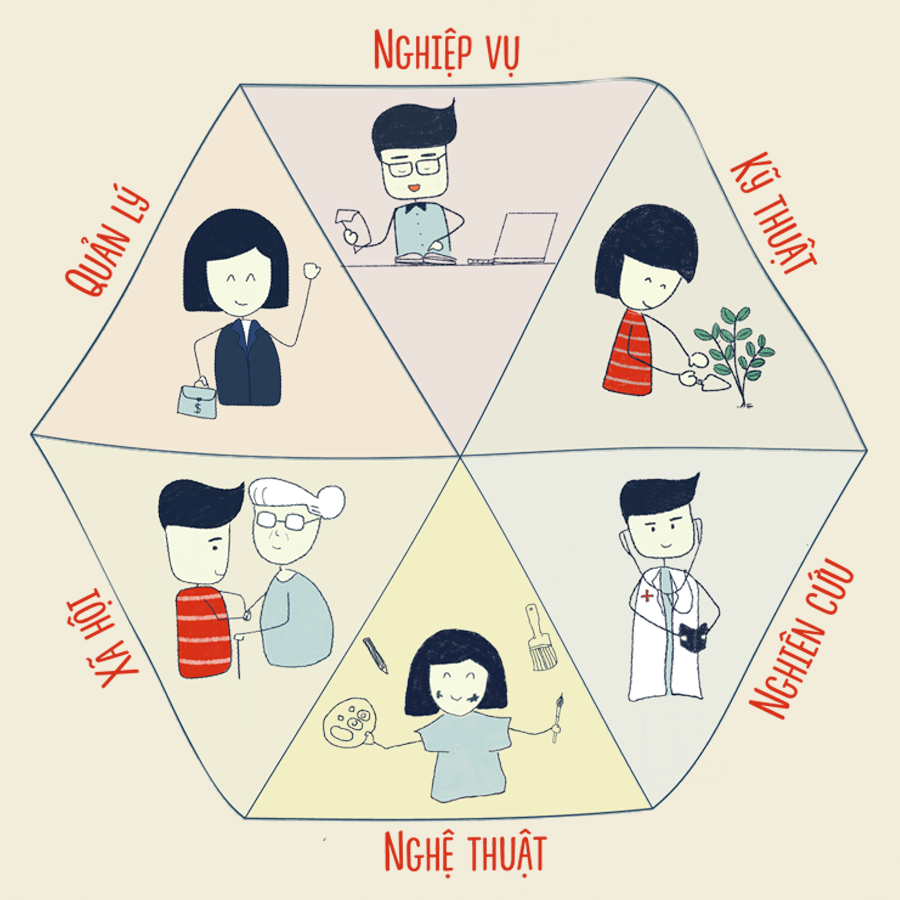 NGHIỆP VỤ
KỸ THUẬT
QUẢN LÝ
$
XÃ HỘI
NGHIÊN CỨU
NGHỆ THUẬT